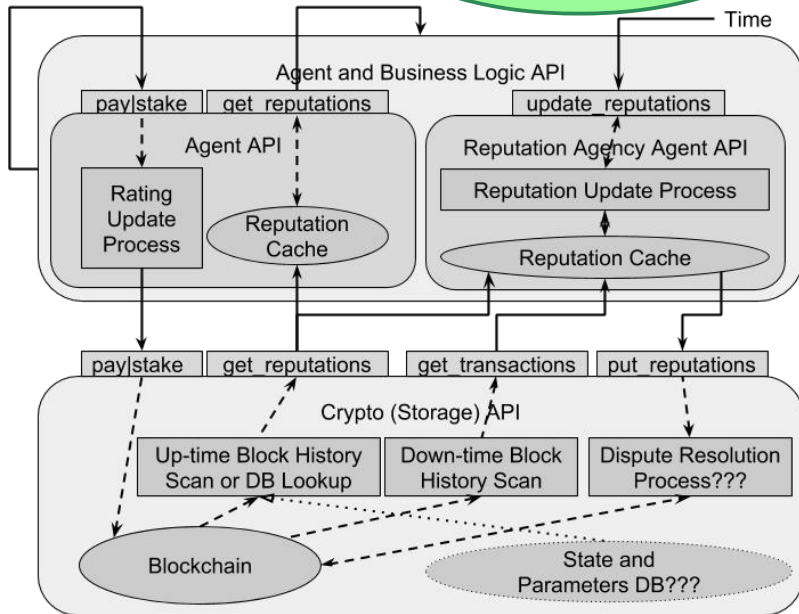 Time
Agent and Business Logic API
pay|stake
get_reputations
update_reputations
Agent API
Reputation Agency Agent API
Rating
Update
Process
Reputation
Cache
Reputation Update Process
Reputation Cache
pay|stake
get_reputations
get_transactions
put_reputations
Crypto (Storage) API
Up-time Block History
Scan or DB Lookup
Down-time Block
History Scan
Dispute Resolution
Process???
Blockchain
State and
Parameters DB???